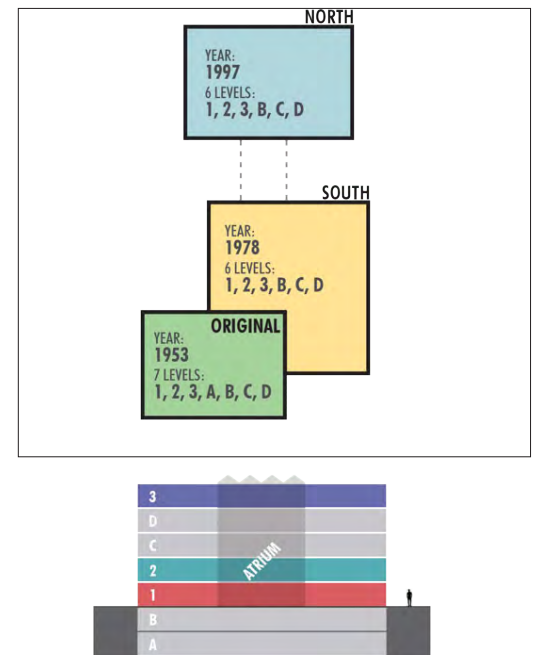 NORTH
YEAR:
1997
6 LEVELS:
1, 2, 3, B, C, D
SOUTH
YEAR:
1978
6 LEVELS:
1, 2, 3, B, C, D
ORIGINAL
YEAR:
1953
7 LEVELS:
1, 2, 3, A, B, C, D
3
D
C
2
ATRIUM
1
B
A